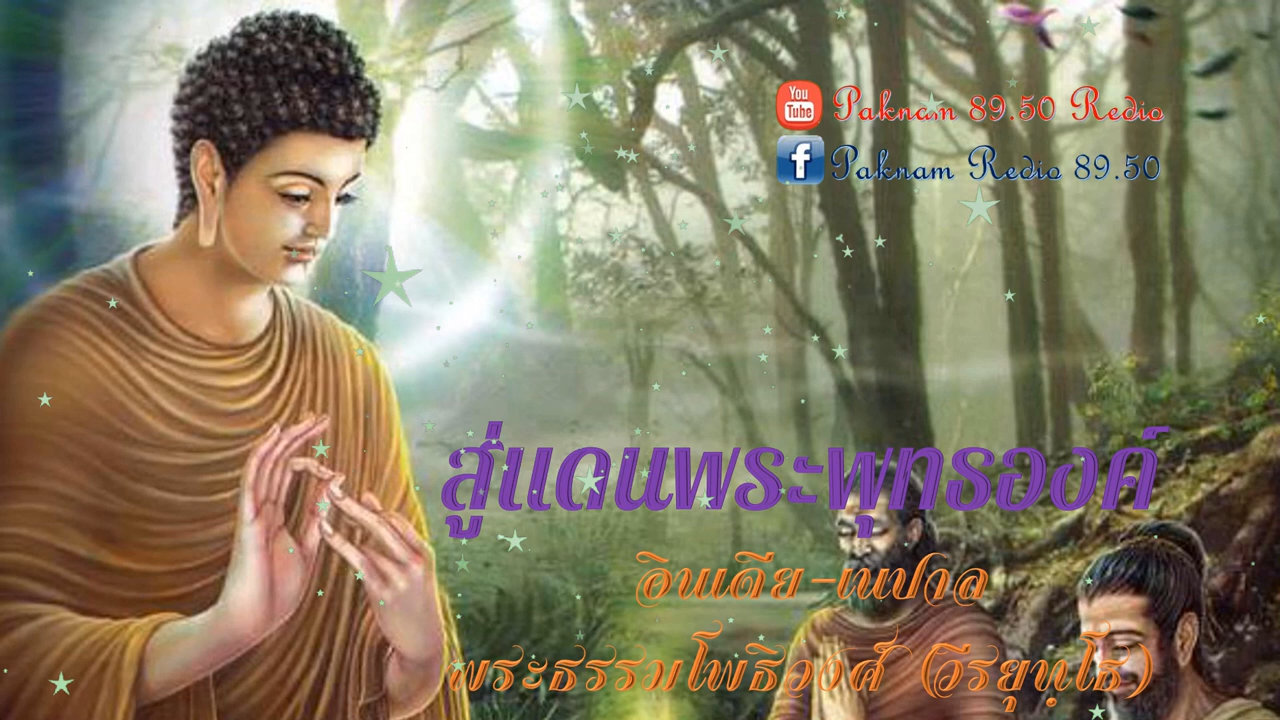 You Tube Paknam 89.50 Redio
f Paknam Redio 89.50
สู่แดนพระพุทธองค์
อินเดีย-เนปาล
พระธรรมโพธิวงศ์ (วีรยุทฺโธ)